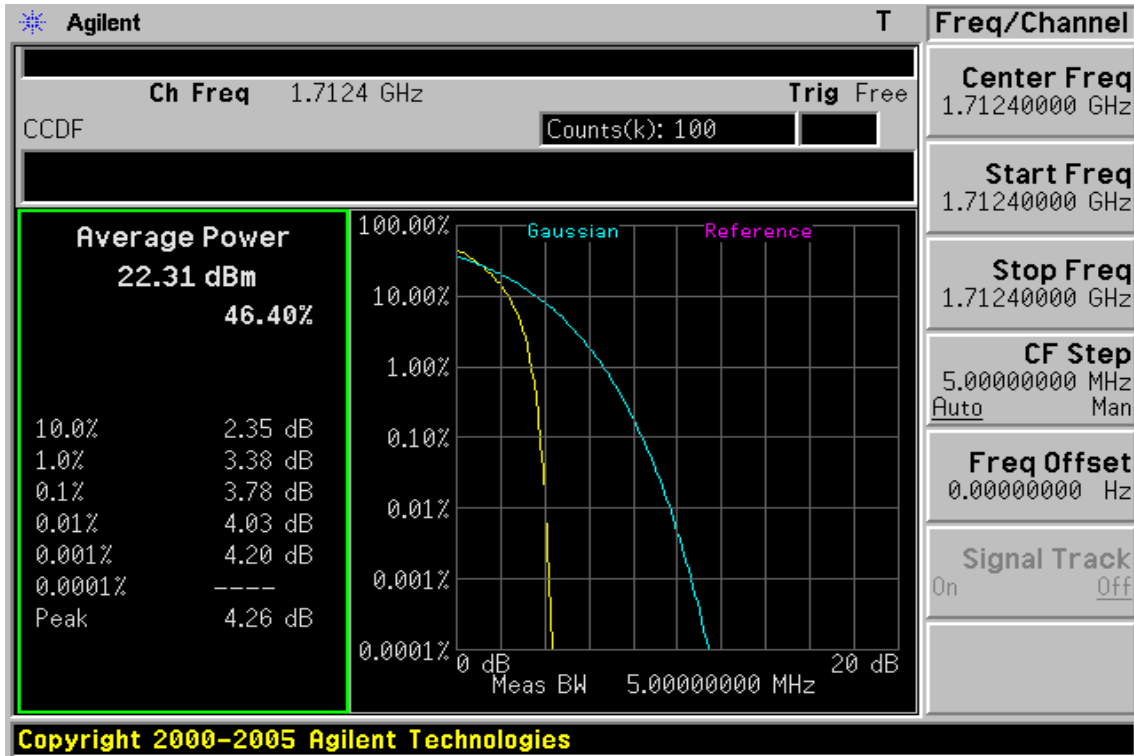 Agilent T
Ch Freq 1.7124 GHz Trig Free
CCDF Counts(k): 100
Average Power
22.31 dBm
46.40%
10.0% 2.35 dB
1.0% 3.38 dB
0.1% 3.78 dB
0.01% 4.03 dB
0.001% 4.20 dB
0.0001% ----
Peak 4.26 dB
Gaussian Reference
100.00%
10.00%
1.00%
0.10%
0.01%
0.001%
0.0001%
0 dB 20 dB
Meas BW 5.00000000 MHz
Freq/Channel
Center Freq
1.71240000 GHz
Start Freq
1.71240000 GHz
Stop Freq
1.71240000 GHz
CF Step
5.00000000 MHz
Auto Man
Freq Offset
0.00000000 Hz
Signal Track
On Off
Copyright 2000-2005 Agilent Technologies